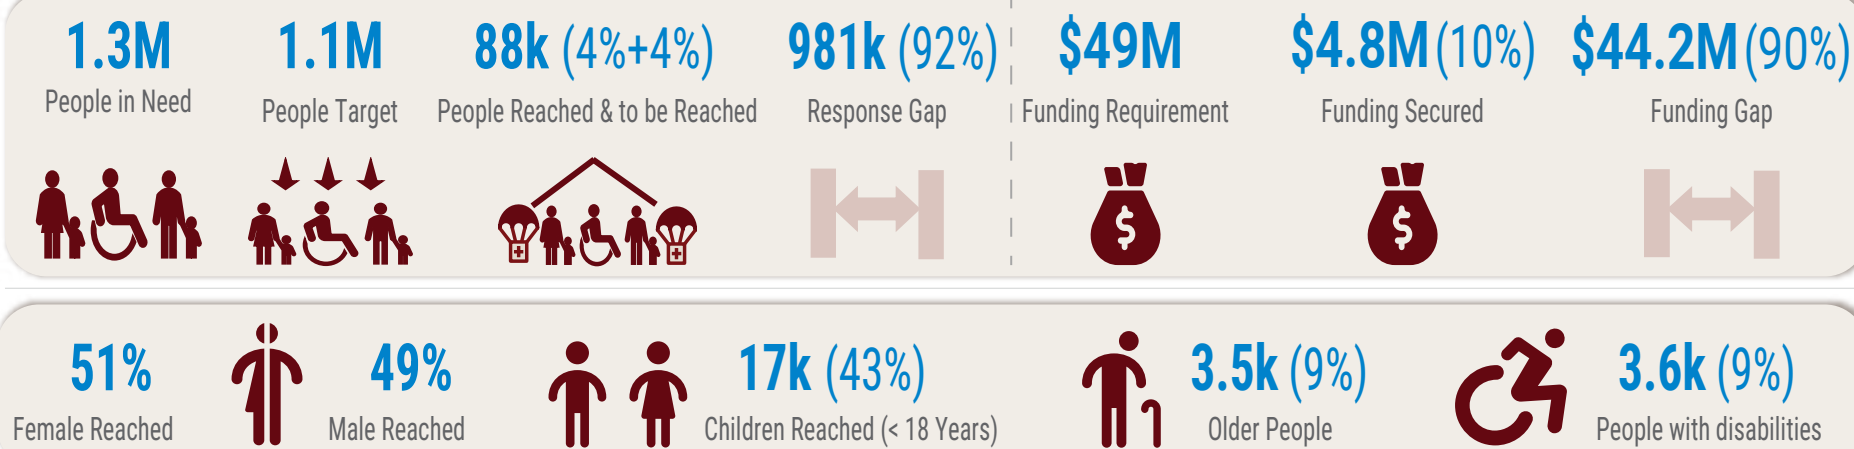 1.3M
People in Need
1.1M
People Target
88k (4%+4%)
People Reached & to be Reached
981k (92%)
Response Gap
$49M
Funding Requirement
$4.8M (10%)
Funding Secured
$44.2M (90%)
Funding Gap
$
$
51%
Female Reached
49%
Male Reached
17k (43%)
Children Reached (< 18 Years)
3.5k (9%)
Older People
3.6k (9%)
People with disabilities